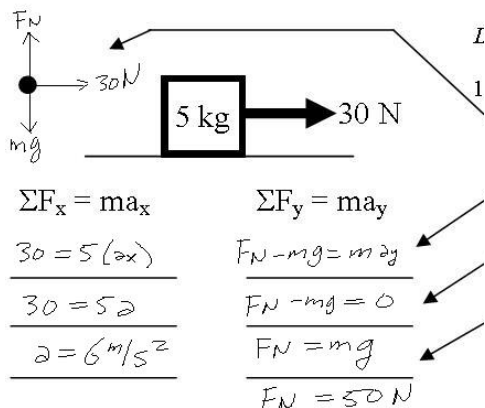 FN
30N
mg
5 kg
30 N
L
1
ΣFx = max
30 = 5(ax)
30 = 5a
a = 6 m/s²
ΣFy = may
FN - mg = may
FN - mg = 0
FN = mg
FN = 50 N